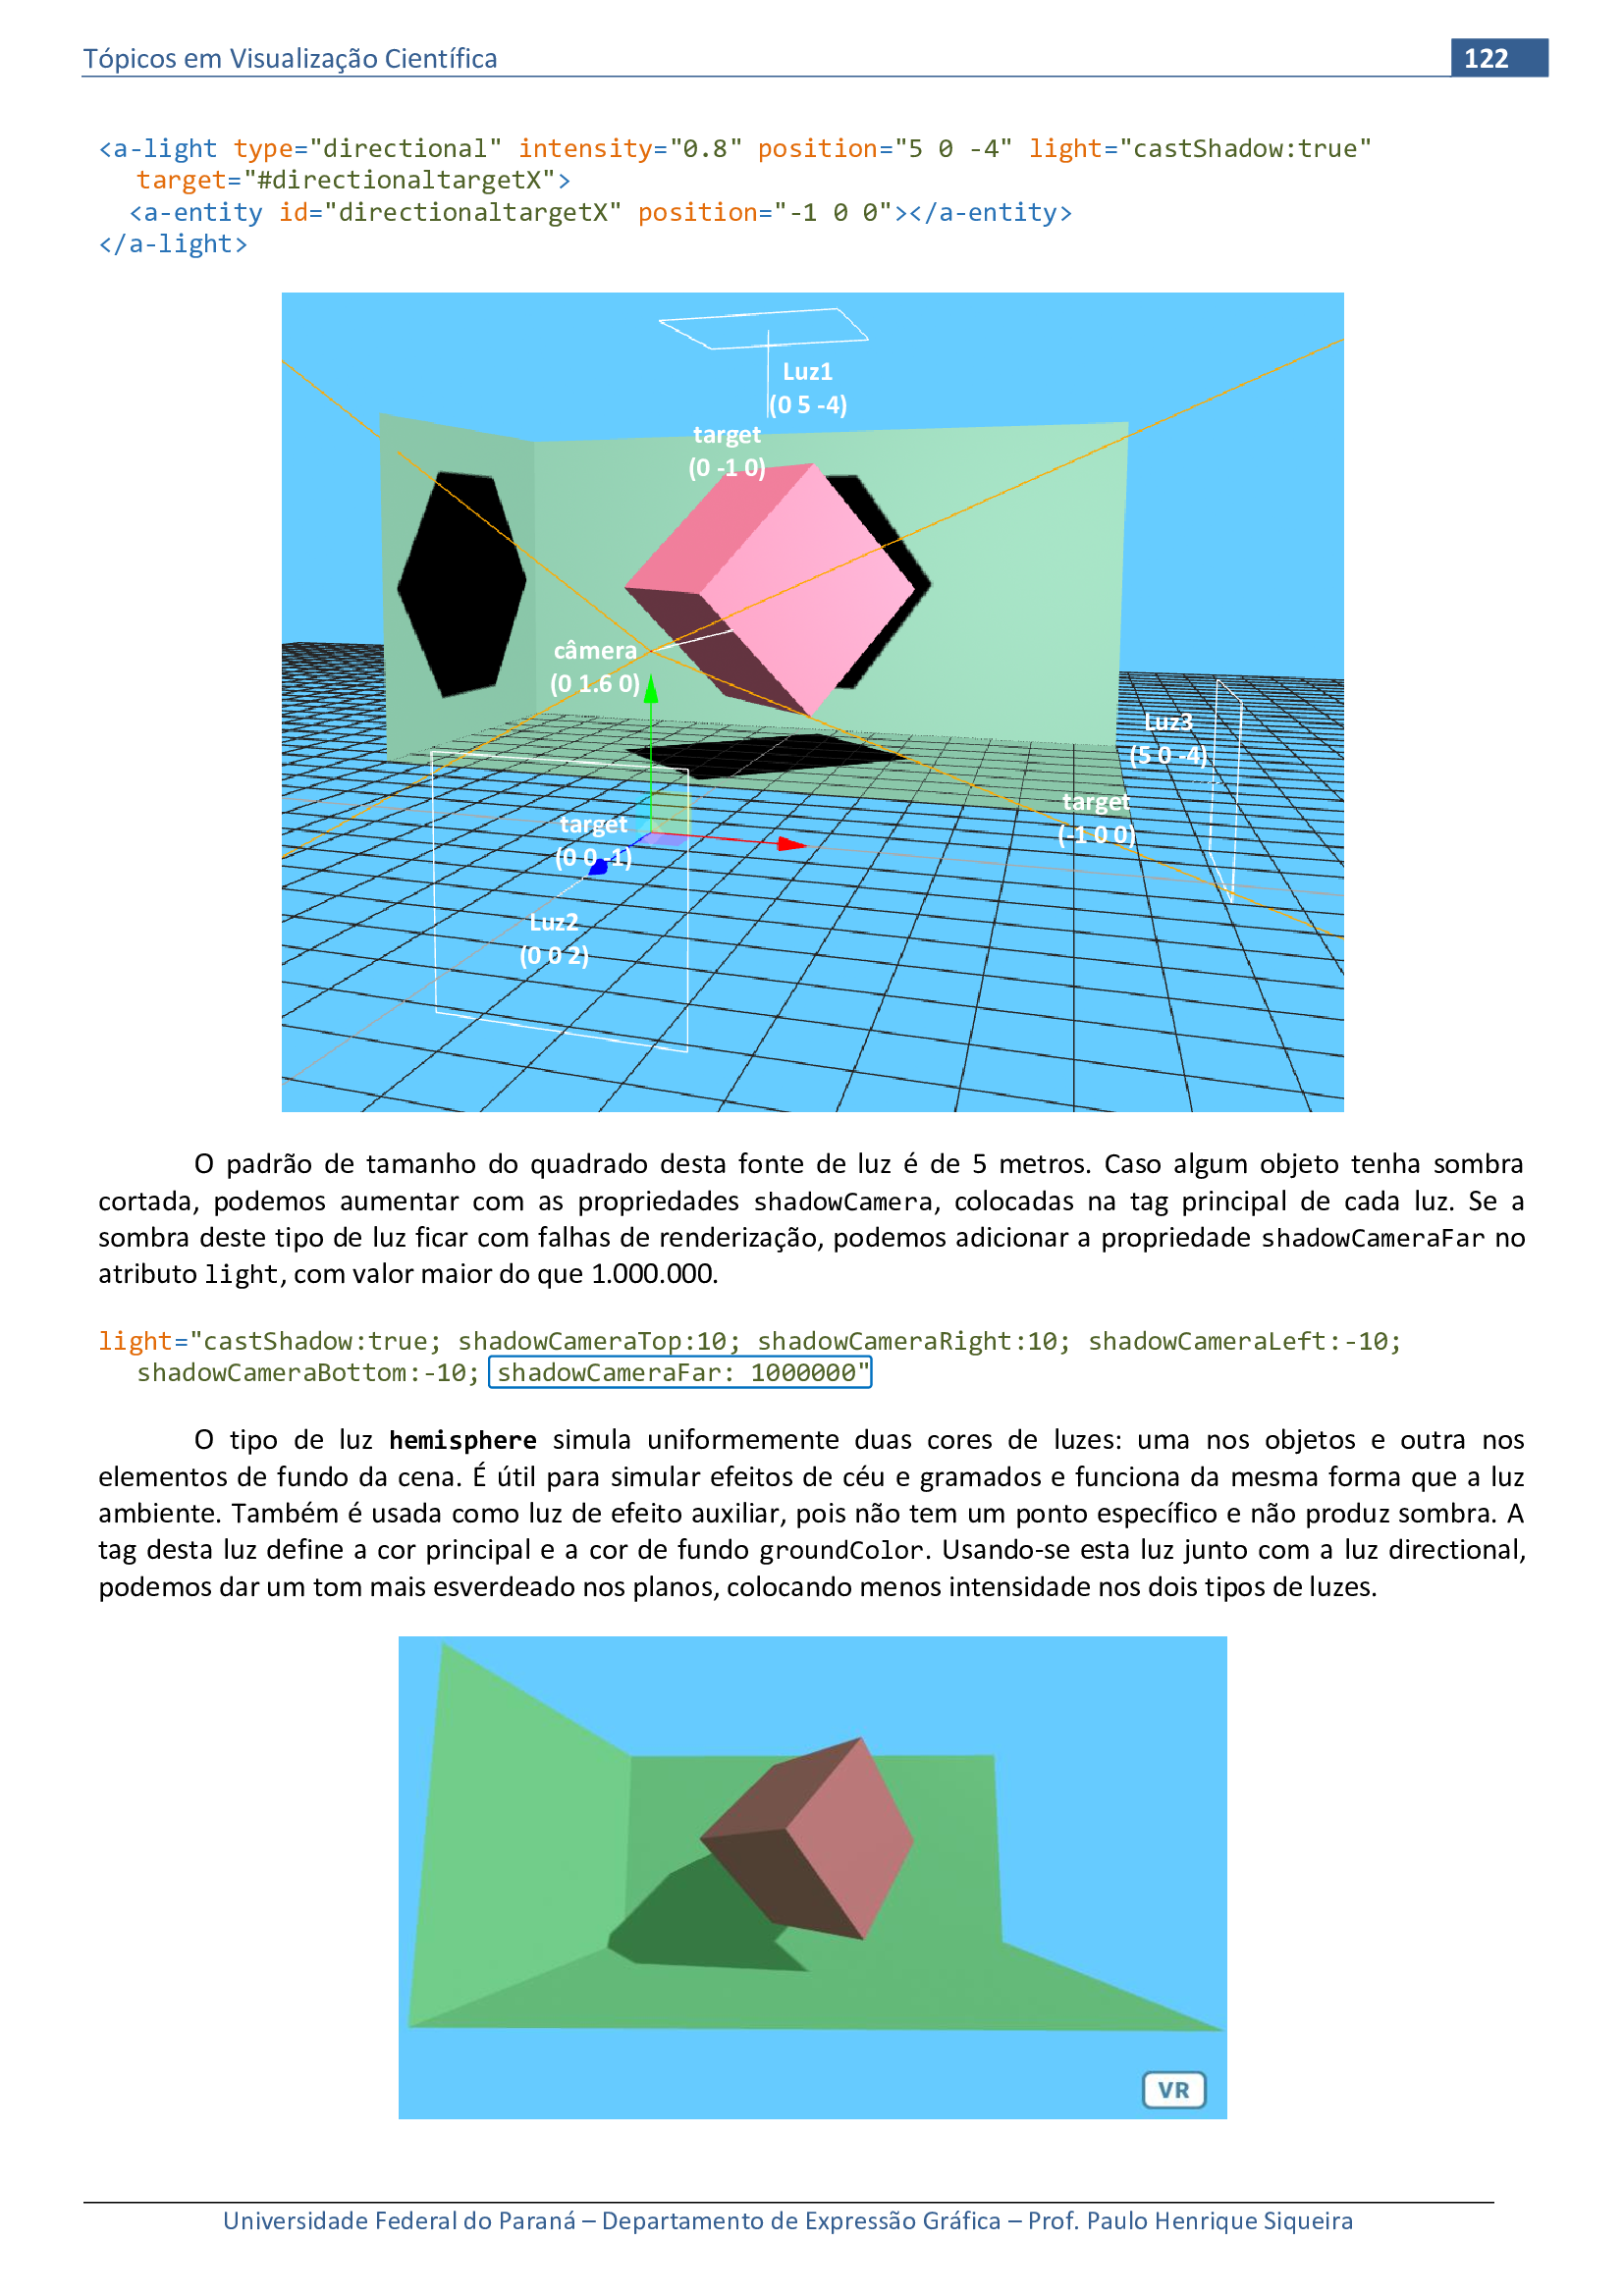 Tópicos em Visualização Científica 122
<a-light type="directional" intensity="0.8" position="5 0 -4" light="castShadow:true"
target="#directionaltargetX">
<a-entity id="directionaltargetX" position="-1 0 0"></a-entity>
</a-light>
Luz1
(0 5 -4)
target
(0 -1 0)
câmera
(0 1.6 0)
Luz3
(5 0 -4)
target
(-1 0 0)
target
(0 0 -1)
Luz2
(0 0 2)
O padrão de tamanho do quadrado desta fonte de luz é de 5 metros. Caso algum objeto tenha sombra
cortada, podemos aumentar com as propriedades shadowCamera, colocadas na tag principal de cada luz. Se a
sombra deste tipo de luz ficar com falhas de renderização, podemos adicionar a propriedade shadowCameraFar no
atributo light, com valor maior do que 1.000.000.
light="castShadow:true; shadowCameraTop:10; shadowCameraRight:10; shadowCameraLeft:-10;
shadowCameraBottom:-10; shadowCameraFar: 1000000"
O tipo de luz hemisphere simula uniformemente duas cores de luzes: uma nos objetos e outra nos
elementos de fundo da cena. É útil para simular efeitos de céu e gramados e funciona da mesma forma que a luz
ambiente. Também é usada como luz de efeito auxiliar, pois não tem um ponto específico e não produz sombra. A
tag desta luz define a cor principal e a cor de fundo groundColor. Usando-se esta luz junto com a luz directional,
podemos dar um tom mais esverdeado nos planos, colocando menos intensidade nos dois tipos de luzes.
VR
Universidade Federal do Paraná – Departamento de Expressão Gráfica – Prof. Paulo Henrique Siqueira